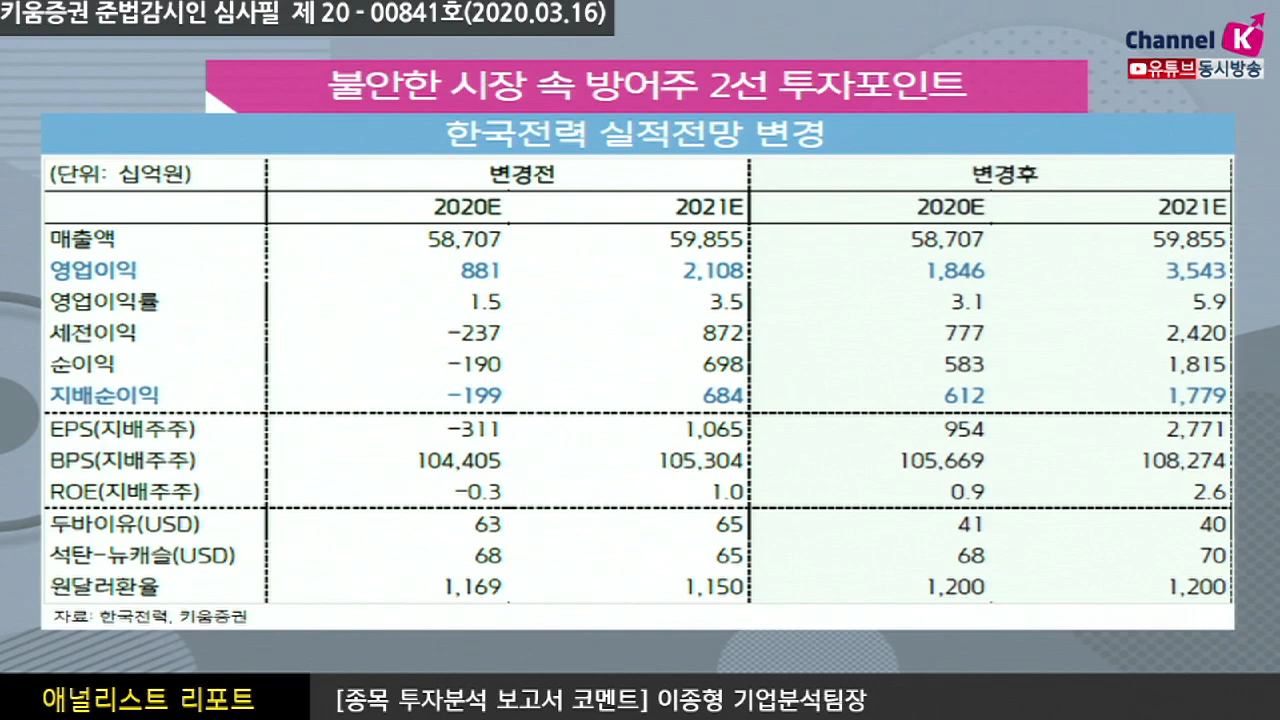 키움증권 준법감시인 심사필 제 20 - 00841호(2020.03.16)
Channel K
유튜브동시방송
불안한 시장 속 방어주 2선 투자포인트
한국전력 실적전망 변경
(단위: 십억원) 변경전 변경후
2020E 2021E 2020E 2021E
매출액 58,707 59,855 58,707 59,855
영업이익 881 2,108 1,846 3,543
영업이익률 1.5 3.5 3.1 5.9
세전이익 -237 872 777 2,420
순이익 -190 698 583 1,815
지배순이익 -199 684 612 1,779
EPS(지배주주) -311 1,065 954 2,771
BPS(지배주주) 104,405 105,304 105,669 108,274
ROE(지배주주) -0.3 1.0 0.9 2.6
두바이유(USD) 63 65 41 40
석탄-뉴캐슬(USD) 68 65 68 70
원달러환율 1,169 1,150 1,200 1,200
자료: 한국전력, 키움증권
애널리스트 리포트 [종목 투자분석 보고서 코멘트] 이종형 기업분석팀장